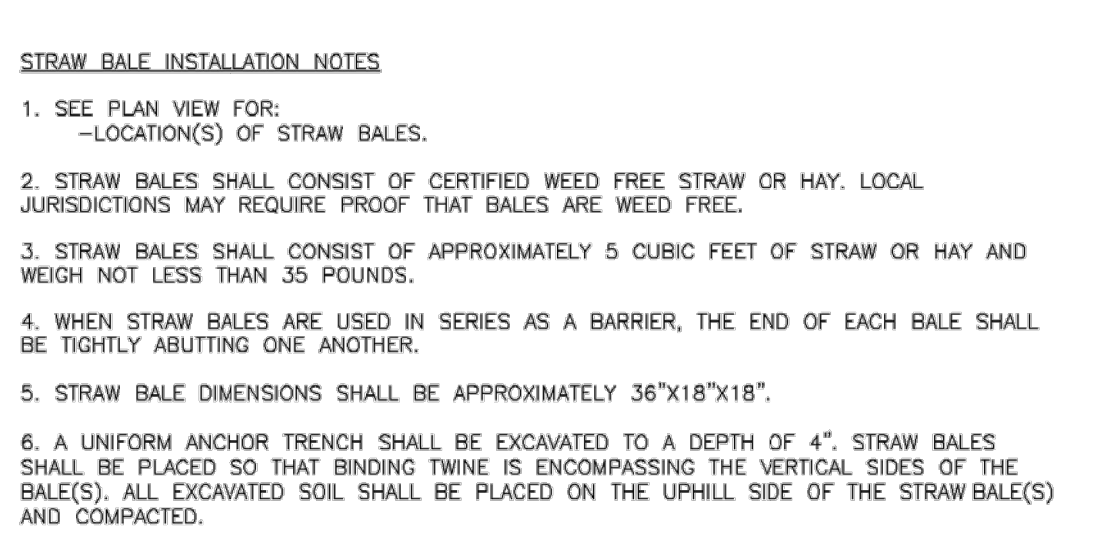 STRAW BALE INSTALLATION NOTES
1. SEE PLAN VIEW FOR:
-LOCATION(S) OF STRAW BALES.
2. STRAW BALES SHALL CONSIST OF CERTIFIED WEED FREE STRAW OR HAY. LOCAL
JURISDICTIONS MAY REQUIRE PROOF THAT BALES ARE WEED FREE.
3. STRAW BALES SHALL CONSIST OF APPROXIMATELY 5 CUBIC FEET OF STRAW OR HAY AND
WEIGH NOT LESS THAN 35 POUNDS.
4. WHEN STRAW BALES ARE USED IN SERIES AS A BARRIER, THE END OF EACH BALE SHALL
BE TIGHTLY ABUTTING ONE ANOTHER.
5. STRAW BALE DIMENSIONS SHALL BE APPROXIMATELY 36"X18"X18".
6. A UNIFORM ANCHOR TRENCH SHALL BE EXCAVATED TO A DEPTH OF 4". STRAW BALES
SHALL BE PLACED SO THAT BINDING TWINE IS ENCOMPASSING THE VERTICAL SIDES OF THE
BALE(S). ALL EXCAVATED SOIL SHALL BE PLACED ON THE UPHILL SIDE OF THE STRAW BALE(S)
AND COMPACTED.